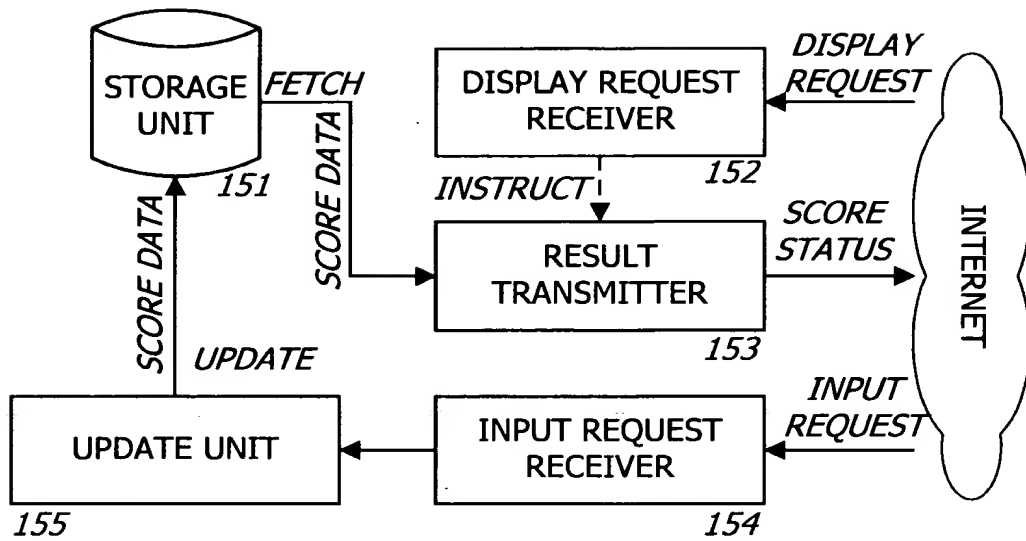 STORAGE
UNIT
151
FETCH
SCORE DATA
DISPLAY REQUEST
RECEIVER
152
DISPLAY
REQUEST
INSTRUCT
RESULT
TRANSMITTER
153
SCORE
STATUS
INTERNET
SCORE DATA
UPDATE
UPDATE UNIT
155
INPUT REQUEST
RECEIVER
154
INPUT
REQUEST